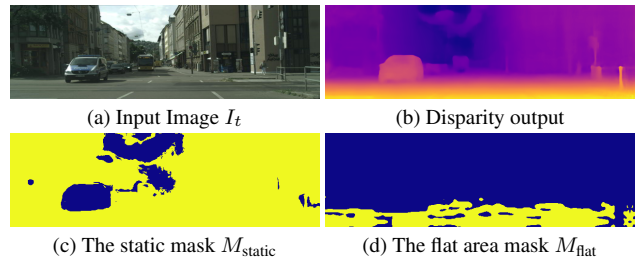 (a) Input Image I_t
(b) Disparity output
(c) The static mask M_static
(d) The flat area mask M_flat